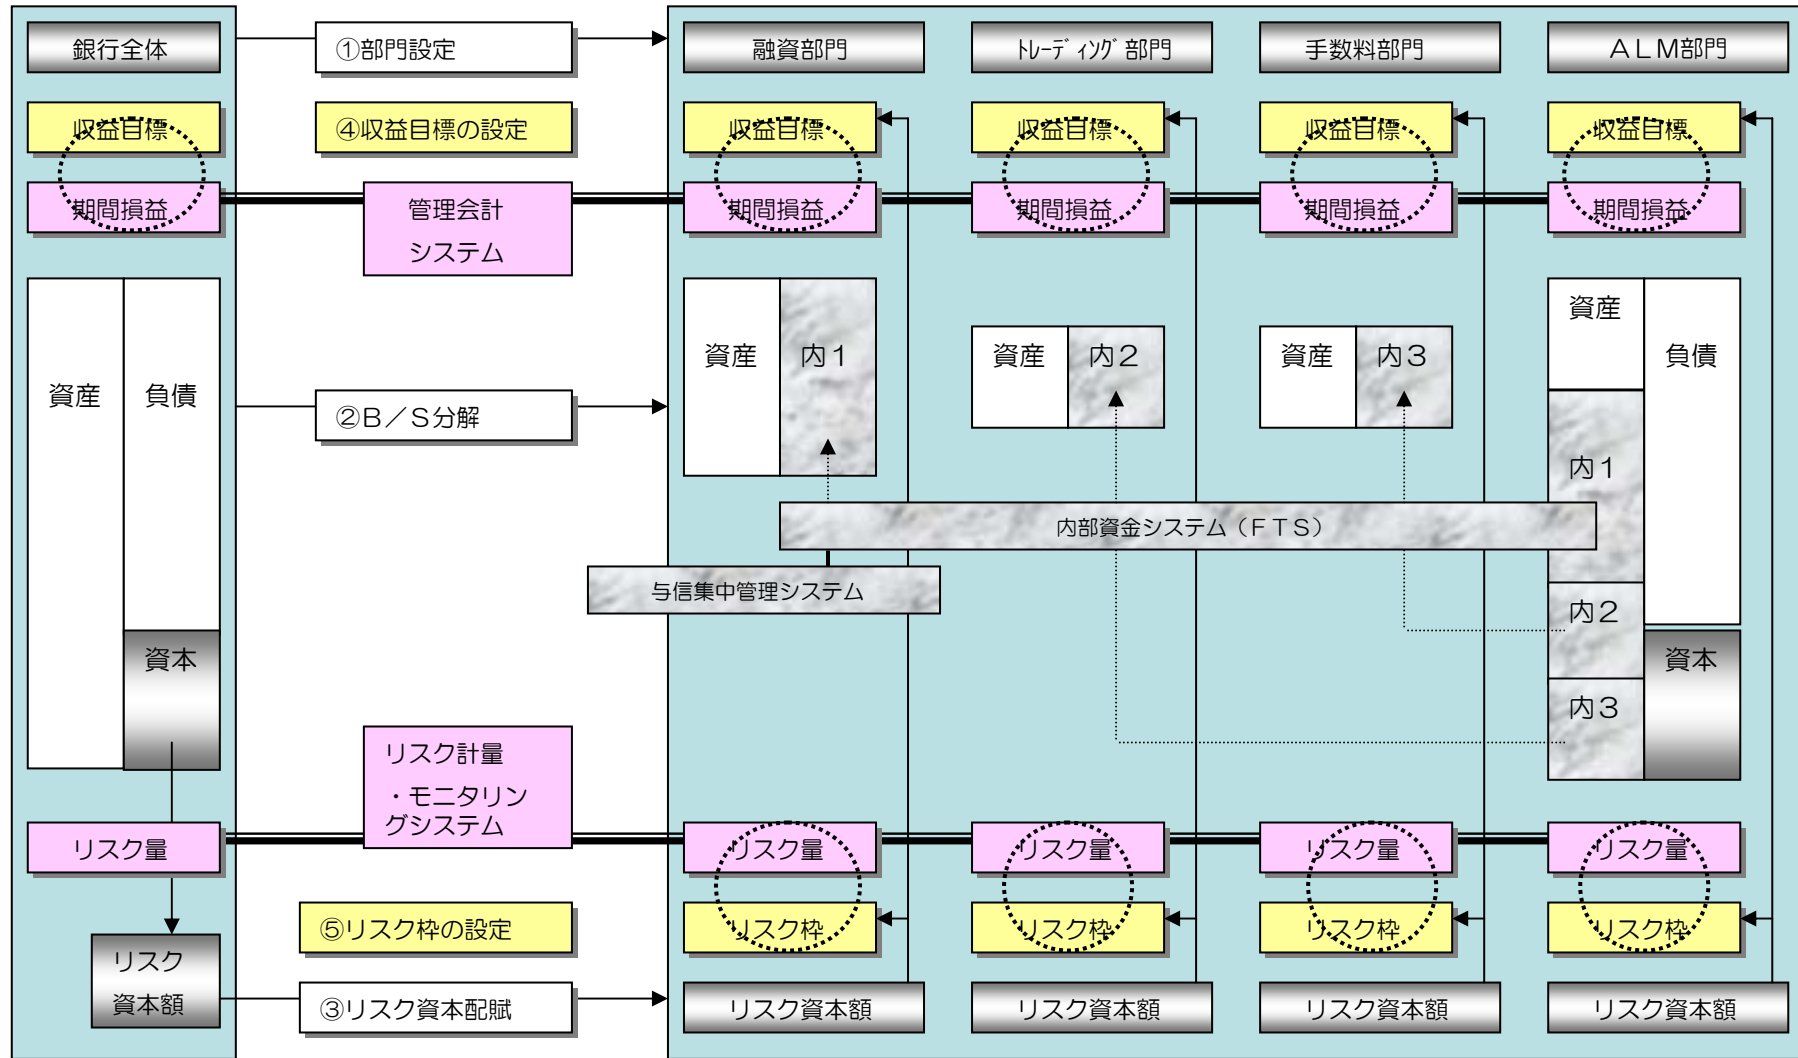 銀行全体
①部門設定
融資部門
ﾄﾚｰﾃﾞｨﾝｸﾞ部門
手数料部門
ＡＬＭ部門
収益目標
④収益目標の設定
収益目標
収益目標
収益目標
収益目標
期間損益
管理会計
システム
期間損益
期間損益
期間損益
期間損益
資産
負債
②Ｂ／Ｓ分解
資産
内１
資産
内２
資産
内３
資産
負債
内１
内部資金システム（ＦＴＳ）
与信集中管理システム
内２
資本
資本
内３
リスク計量
・モニタリン
グシステム
リスク量
リスク量
リスク量
リスク量
リスク量
⑤リスク枠の設定
リスク枠
リスク枠
リスク枠
リスク枠
リスク
資本額
③リスク資本配賦
リスク資本額
リスク資本額
リスク資本額
リスク資本額